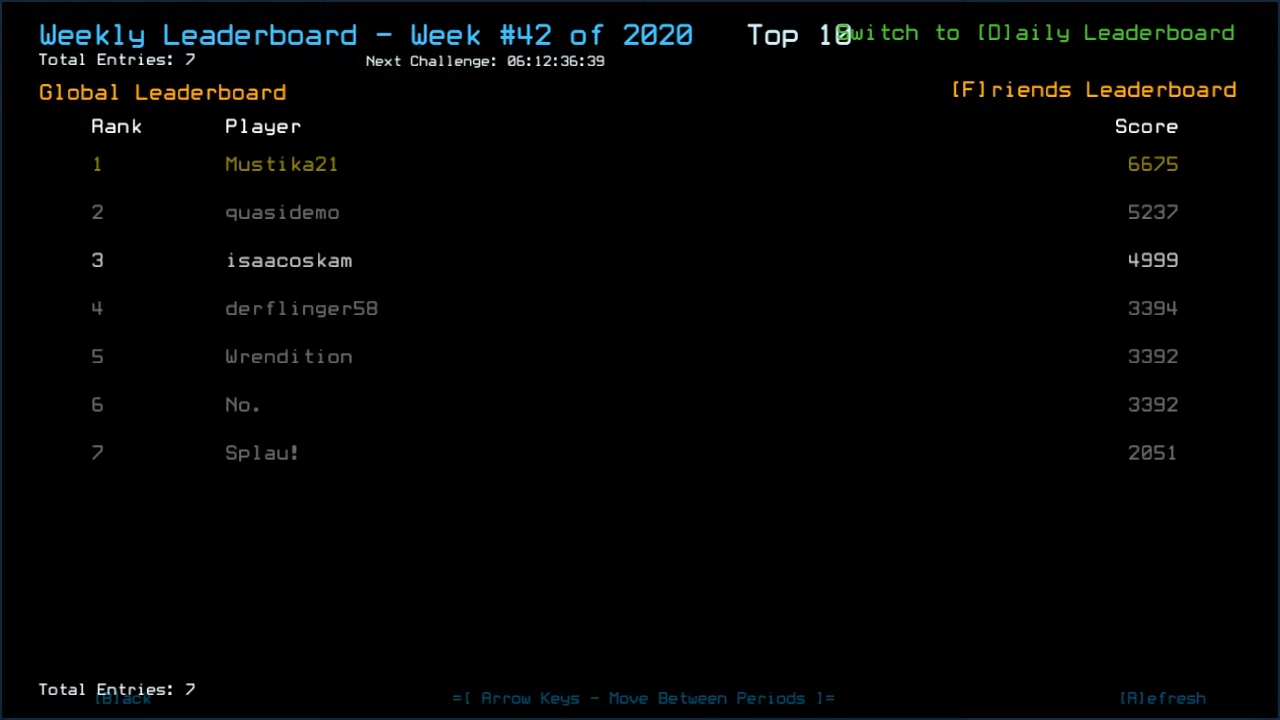 Weekly Leaderboard - Week #42 of 2020 Top 10 Switch to [D]aily Leaderboard
Total Entries: 7 Next Challenge: 06:12:36:39
Global Leaderboard [F]riends Leaderboard
Rank Player Score
1 Mustika21 6675
2 quasidemo 5237
3 isaacoskam 4999
4 derflinger58 3394
5 Wrendition 3392
6 No. 3392
7 Splau! 2051
Total Entries: 7
[B]ack =[ Arrow Keys - Move Between Periods ]= [R]efresh